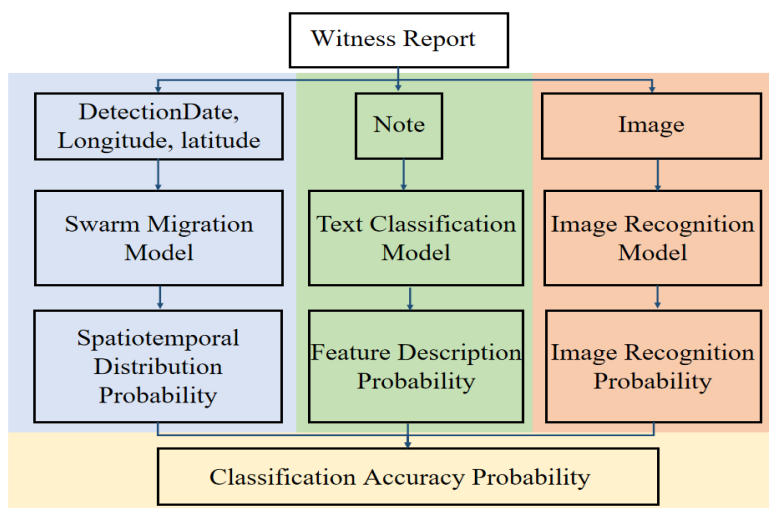 Witness Report
DetectionDate,
Longitude, latitude
Note
Image
Swarm Migration
Model
Text Classification
Model
Image Recognition
Model
Spatiotemporal
Distribution
Probability
Feature Description
Probability
Image Recognition
Probability
Classification Accuracy Probability